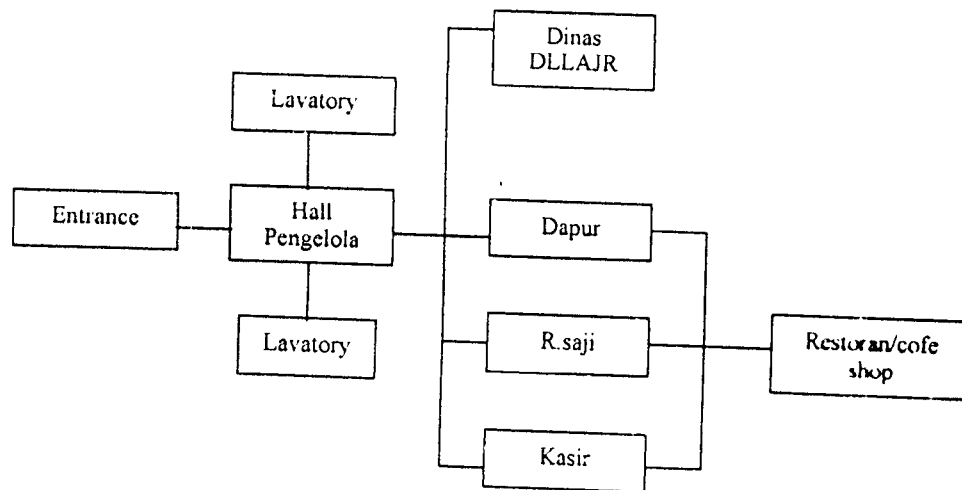 Dinas
DLLAJR
Lavatory
Entrance
Hall
Pengelola
Dapur
Lavatory
R.saji
Restoran/cofe
shop
Kasir